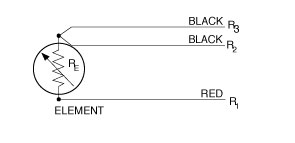 BLACK R3
BLACK R2
RE
RED R1
ELEMENT